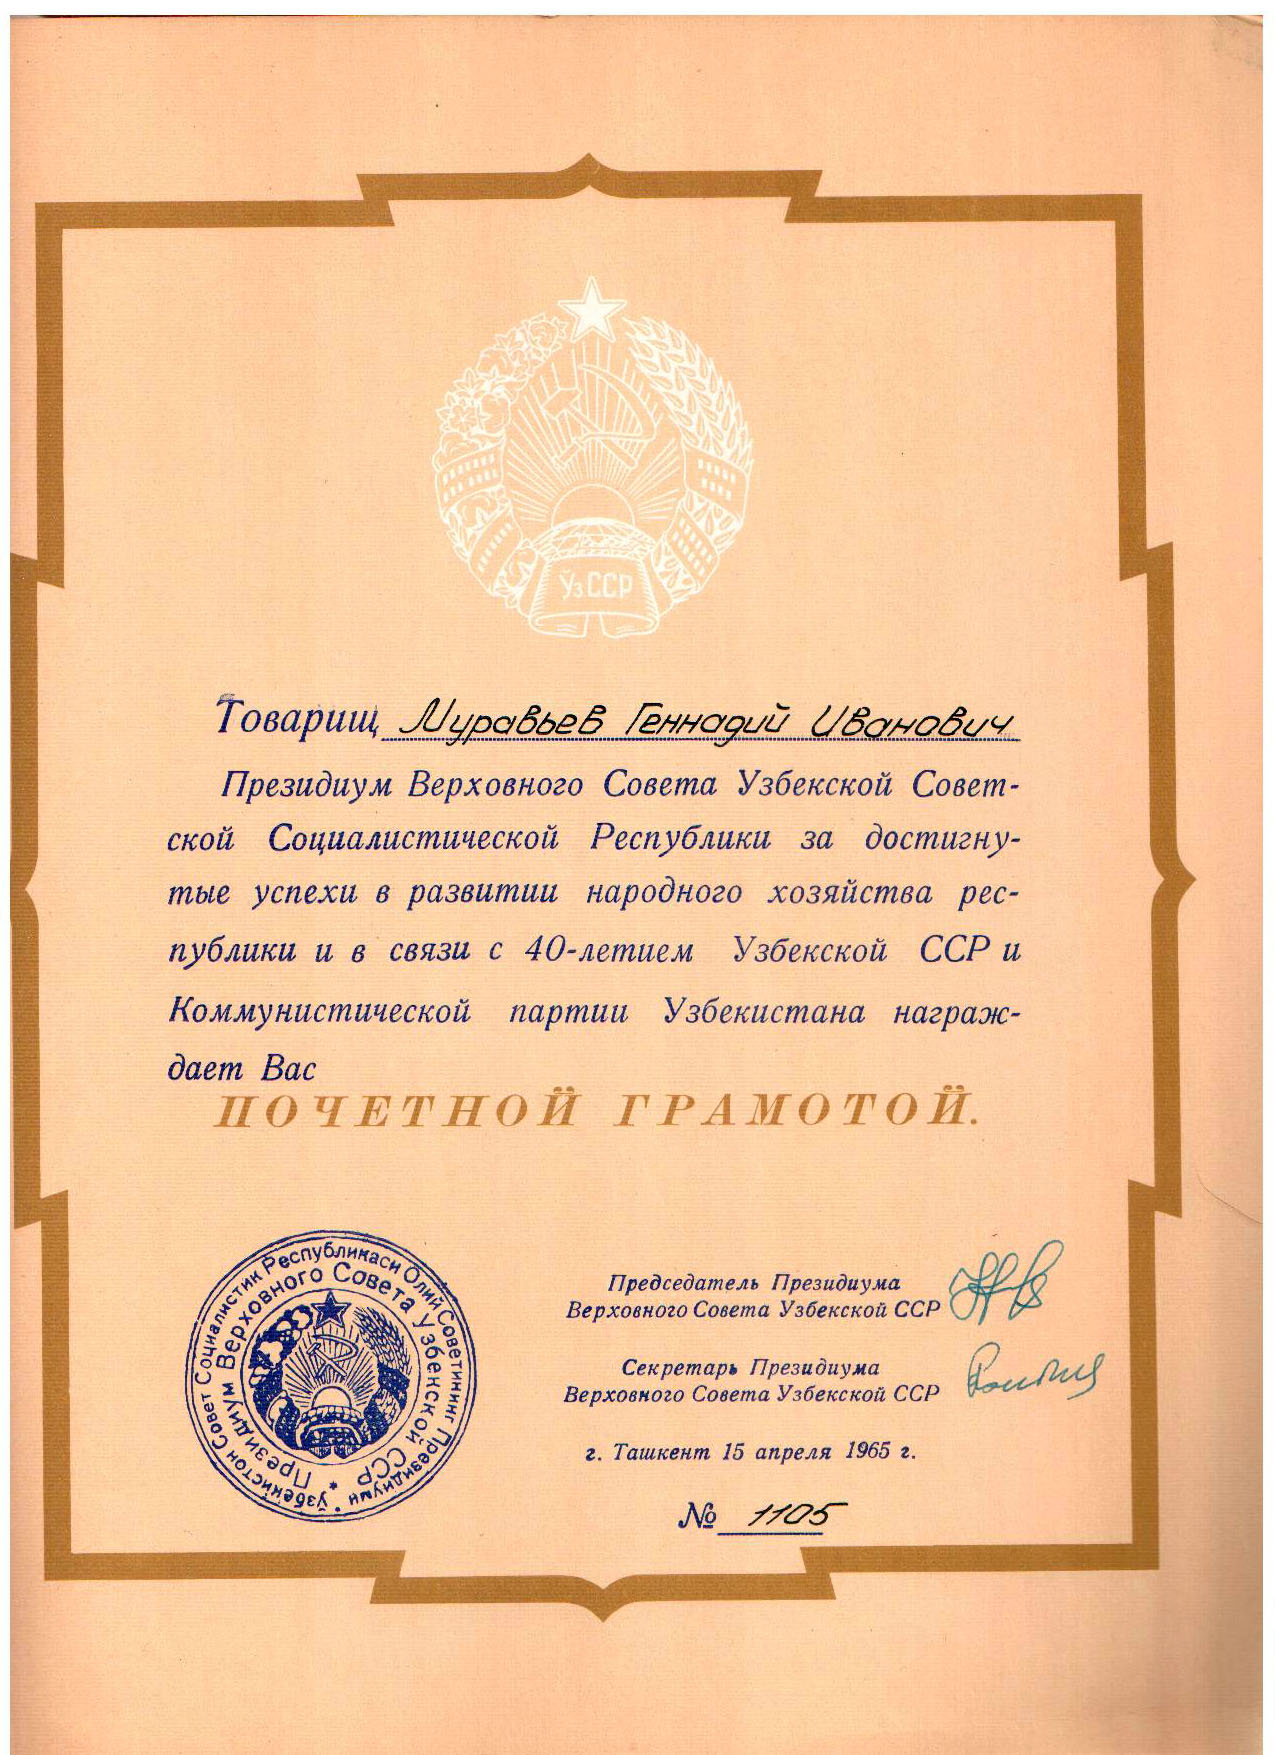 Ўз.ССР
Товарищ Муравьев Геннадий Иванович
Президиум Верховного Совета Узбекской Совет-
ской Социалистической Республики за достигну-
тые успехи в развитии народного хозяйства рес-
публики и в связи с 40-летием Узбекской ССР и
Коммунистической партии Узбекистана награж-
дает Вас
ПОЧЕТНОЙ ГРАМОТОЙ.
Ўзбекистон Совет Социалистик Республикаси Олий Советининг Президиуми *
Президиум Верховного Совета Узбекской ССР *
Председатель Президиума
Верховного Совета Узбекской ССР
Секретарь Президиума
Верховного Совета Узбекской ССР
г. Ташкент 15 апреля 1965 г.
№ 1105